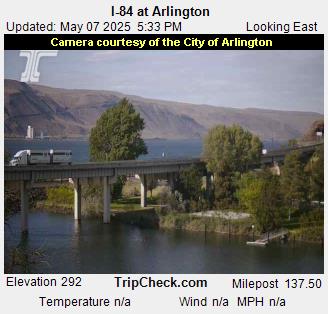 I-84 at Arlington
Updated: May 07 2025 5:33 PM Looking East
Camera courtesy of the City of Arlington
Elevation 292 TripCheck.com Milepost 137.50
Temperature n/a Wind n/a MPH n/a